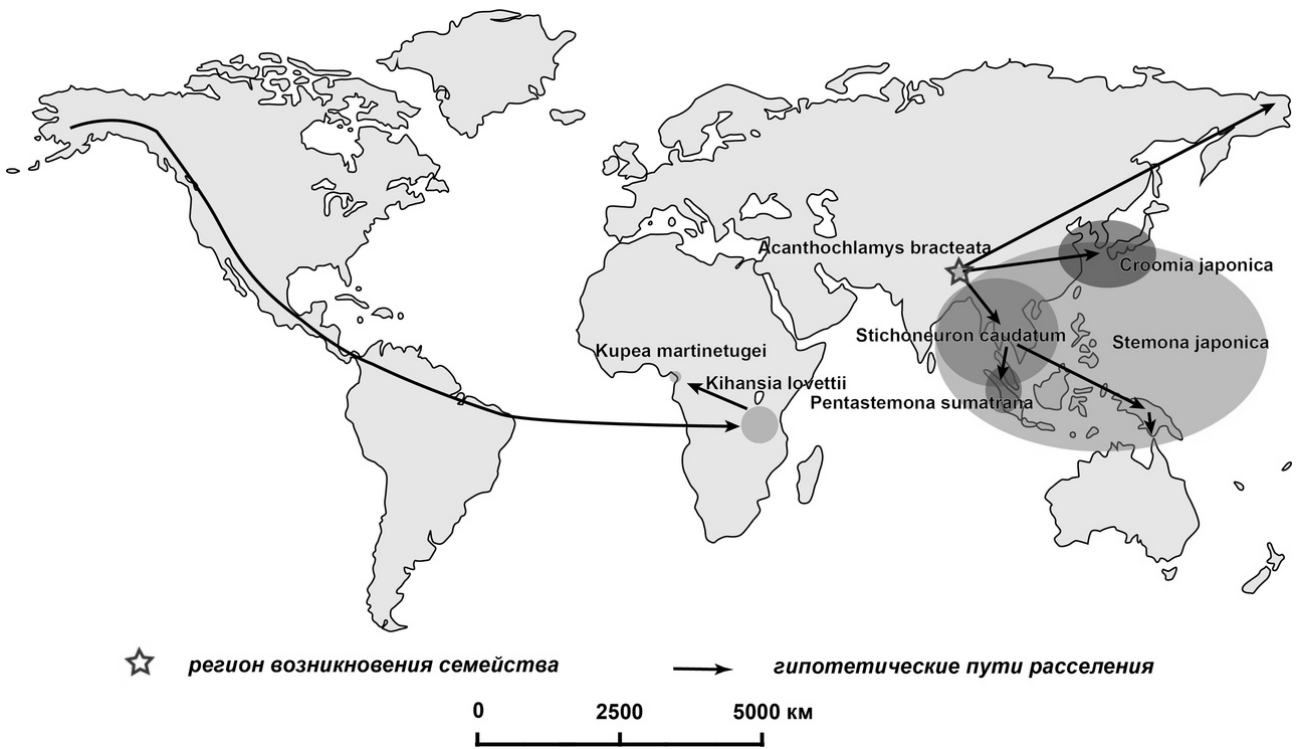 Acanthochlamys bracteata
Croomia japonica
Stichoneuron caudatum
Stemona japonica
Kupea martinetugei
Kihansia lovettii
Pentastemona sumatrana
регион возникновения семейства
гипотетические пути расселения
0 2500 5000 км